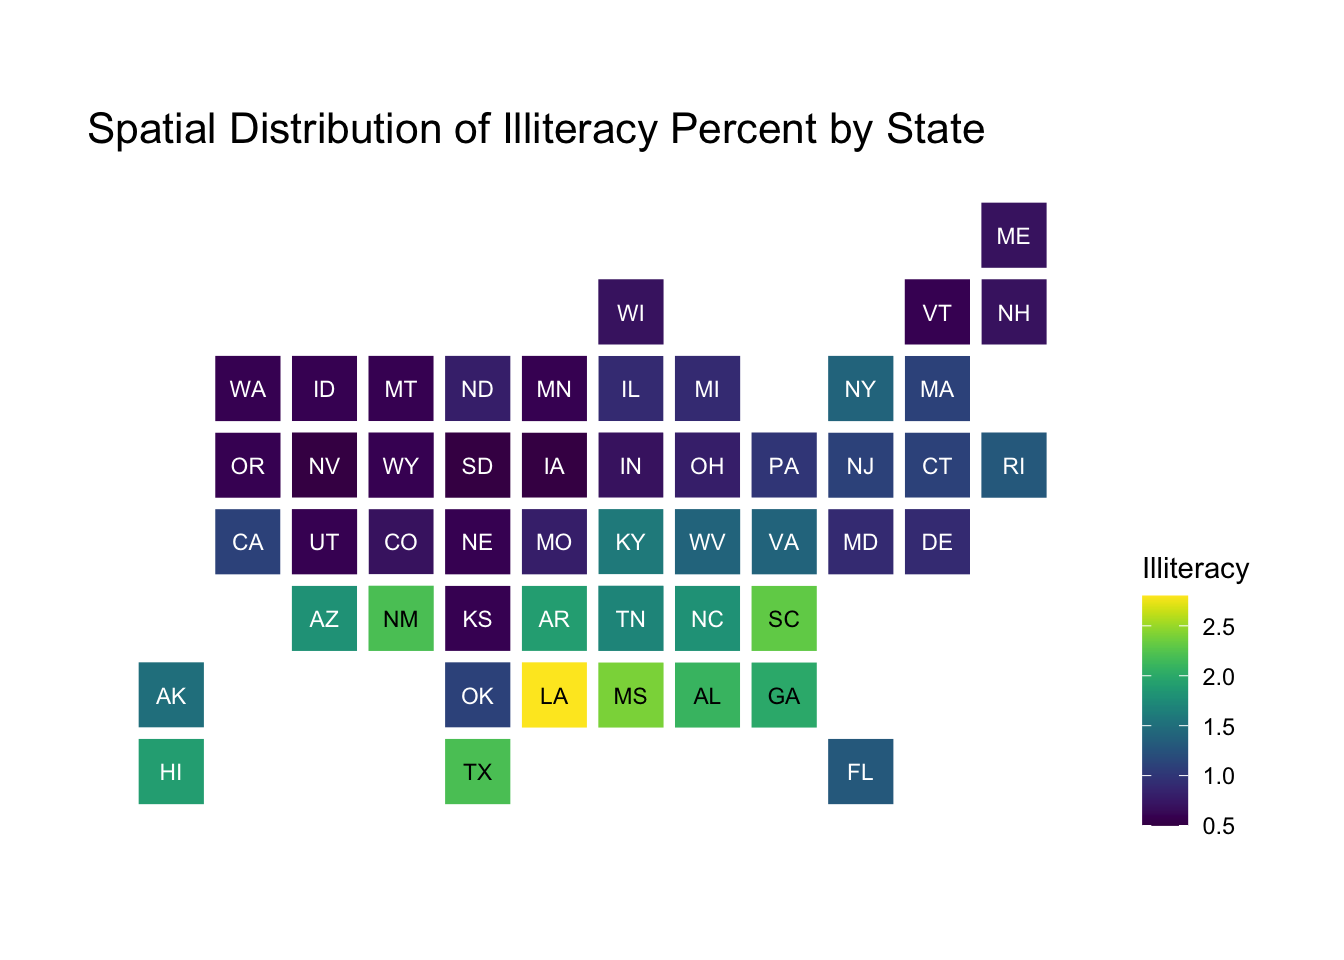 Spatial Distribution of Illiteracy Percent by State
ME
WI VT NH
WA ID MT ND MN IL MI NY MA
OR NV WY SD IA IN OH PA NJ CT RI
CA UT CO NE MO KY WV VA MD DE
AZ NM KS AR TN NC SC
AK OK LA MS AL GA
HI TX FL
Illiteracy
2.5
2.0
1.5
1.0
0.5